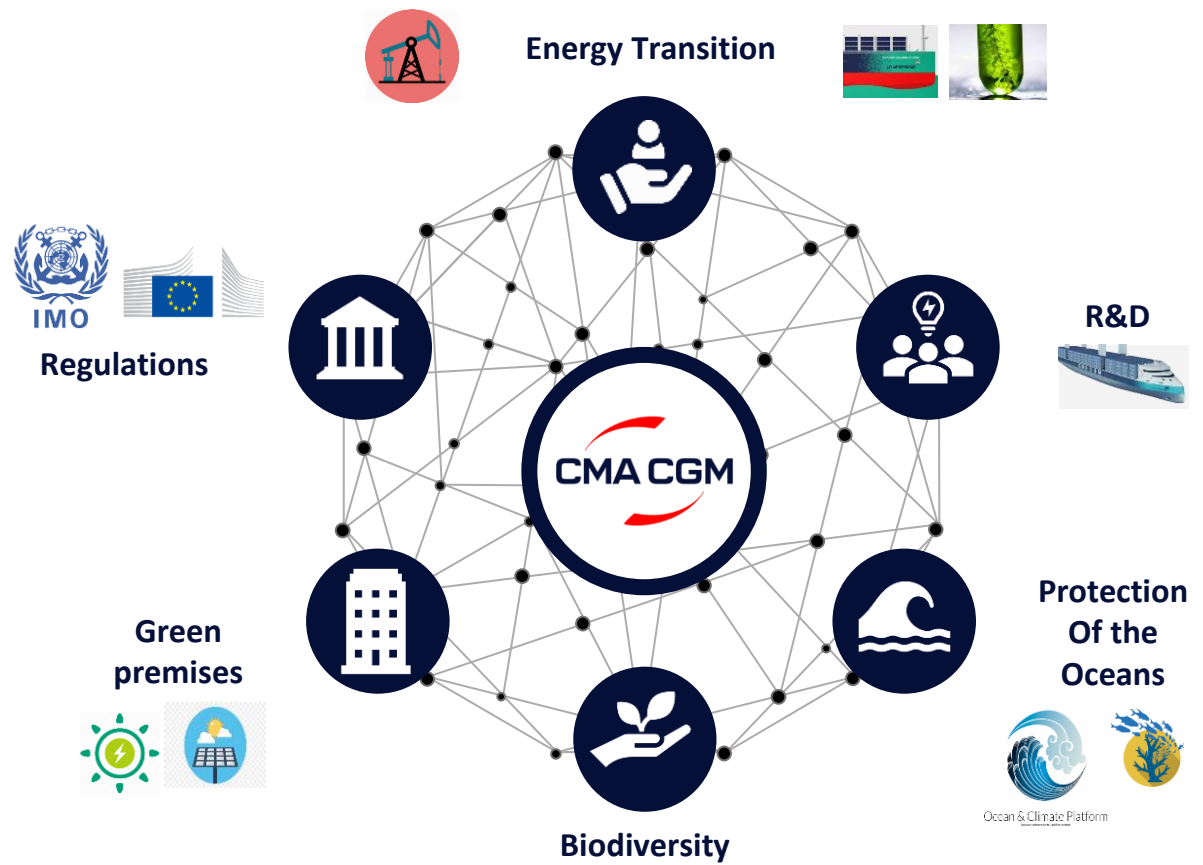 Energy Transition
IMO
Regulations
R&D
CMA CGM
Protection
Of the
Oceans
Green
premises
Ocean & Climate Platform
Biodiversity